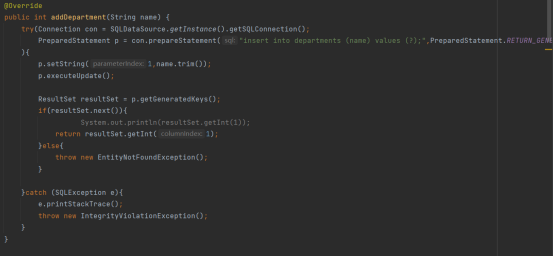 @Override
public int addDepartment(String name) {
try(Connection con = SQLDataSource.getInstance().getSQLConnection();
PreparedStatement p = con.prepareStatement( sql: "insert into departments (name) values (?);",PreparedStatement.RETURN_GENE
){
p.setString( parameterIndex: 1,name.trim());
p.executeUpdate();
ResultSet resultSet = p.getGeneratedKeys();
if(resultSet.next()){
System.out.println(resultSet.getInt(1));
return resultSet.getInt( columnIndex: 1);
}else{
throw new EntityNotFoundException();
}
}catch (SQLException e){
e.printStackTrace();
throw new IntegrityViolationException();
}
}